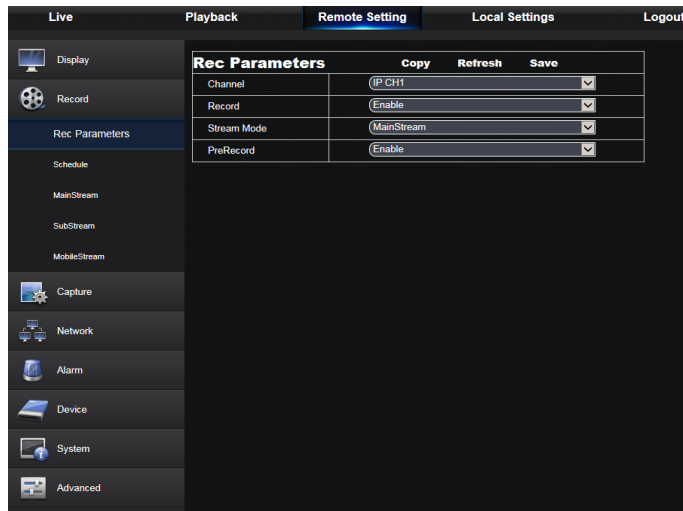 Live Playback Remote Setting Local Settings Logout
Display
Record
Rec Parameters
Schedule
MainStream
SubStream
MobileStream
Capture
Network
Alarm
Device
System
Advanced
Rec Parameters Copy Refresh Save
Channel IP CH1
Record Enable
Stream Mode MainStream
PreRecord Enable